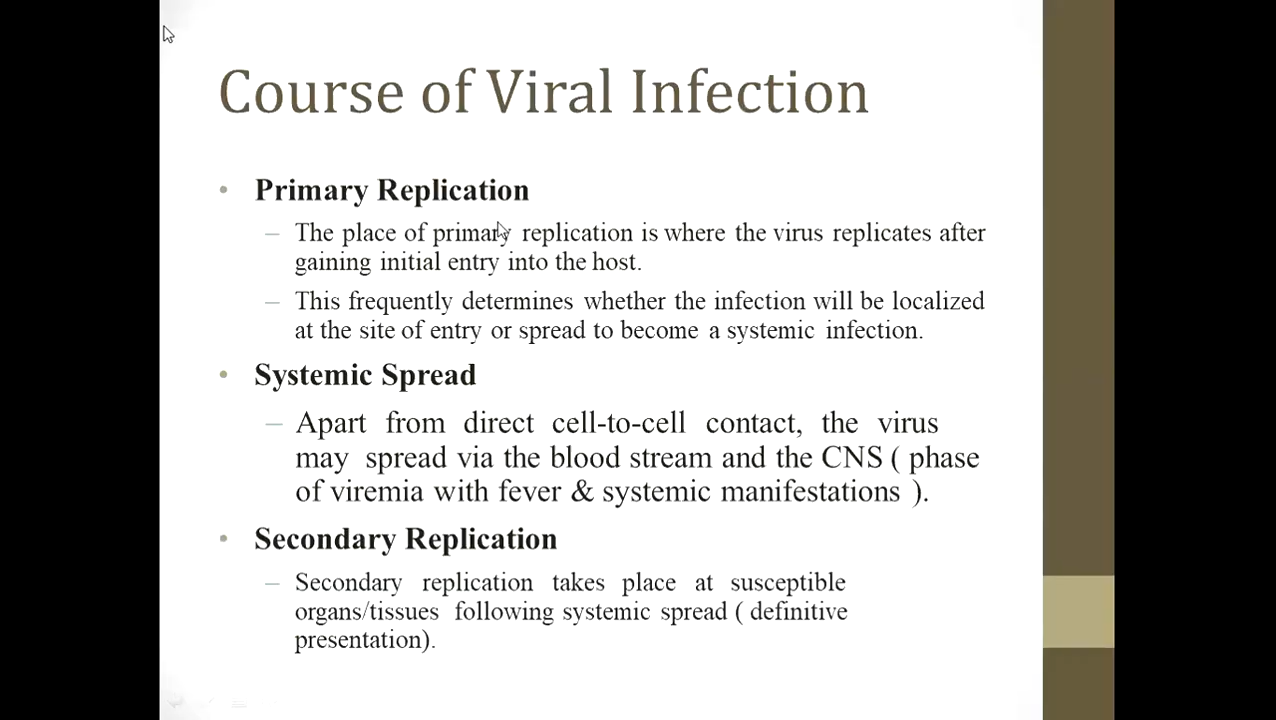 Course of Viral Infection
• Primary Replication
– The place of primary replication is where the virus replicates after
gaining initial entry into the host.
– This frequently determines whether the infection will be localized
at the site of entry or spread to become a systemic infection.
• Systemic Spread
– Apart from direct cell-to-cell contact, the virus
may spread via the blood stream and the CNS ( phase
of viremia with fever & systemic manifestations ).
• Secondary Replication
– Secondary replication takes place at susceptible
organs/tissues following systemic spread ( definitive
presentation).